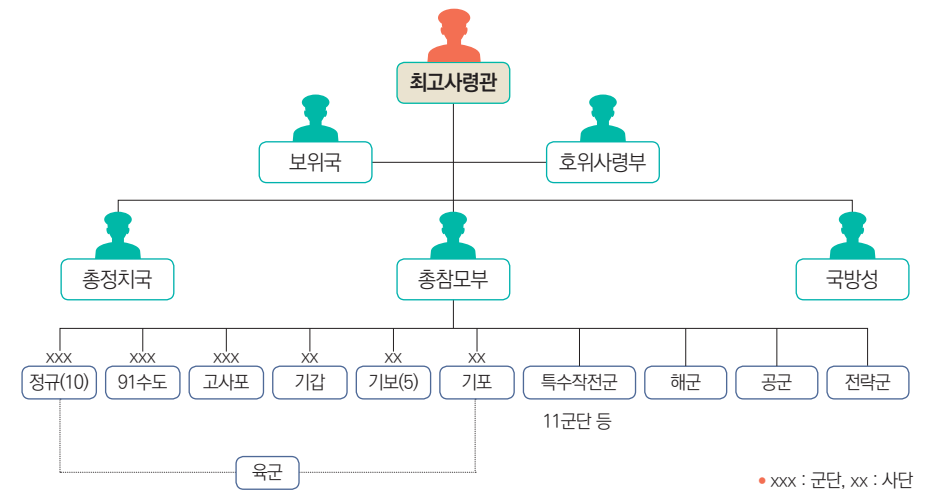 최고사령관
보위국
호위사령부
총정치국
총참모부
국방성
xxx xxx xxx xx xx xx
정규(10) 91수도 고사포 기갑 기보(5) 기포 특수작전군 해군 공군 전략군
11군단 등
육군
• xxx : 군단, xx : 사단